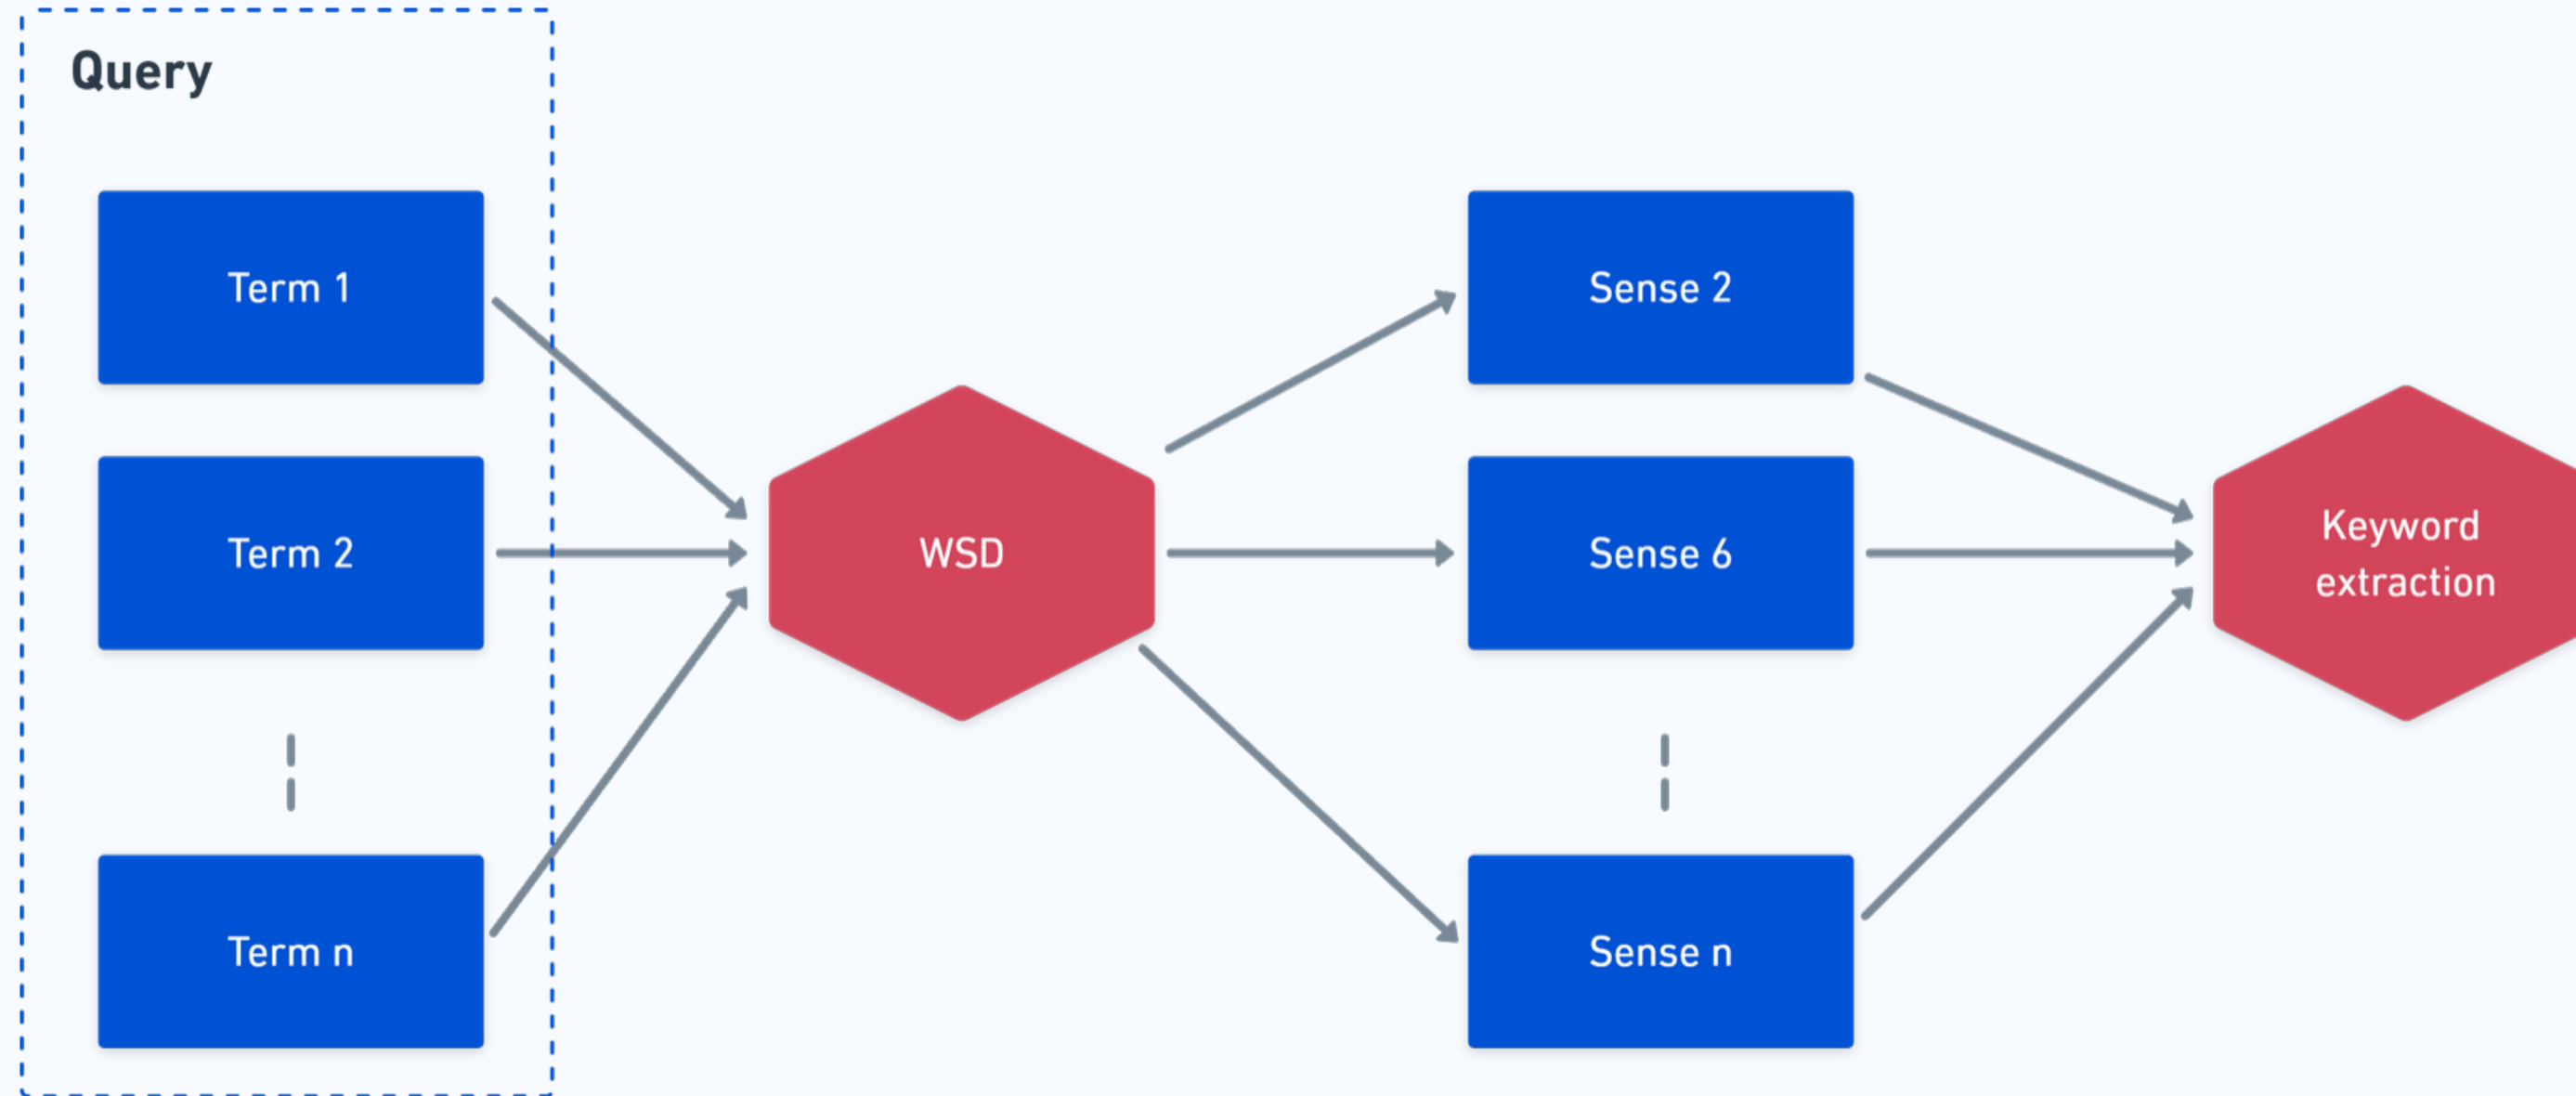 Query
Term 1
Term 2
Term n
WSD
Sense 2
Sense 6
Sense n
Keyword
extraction